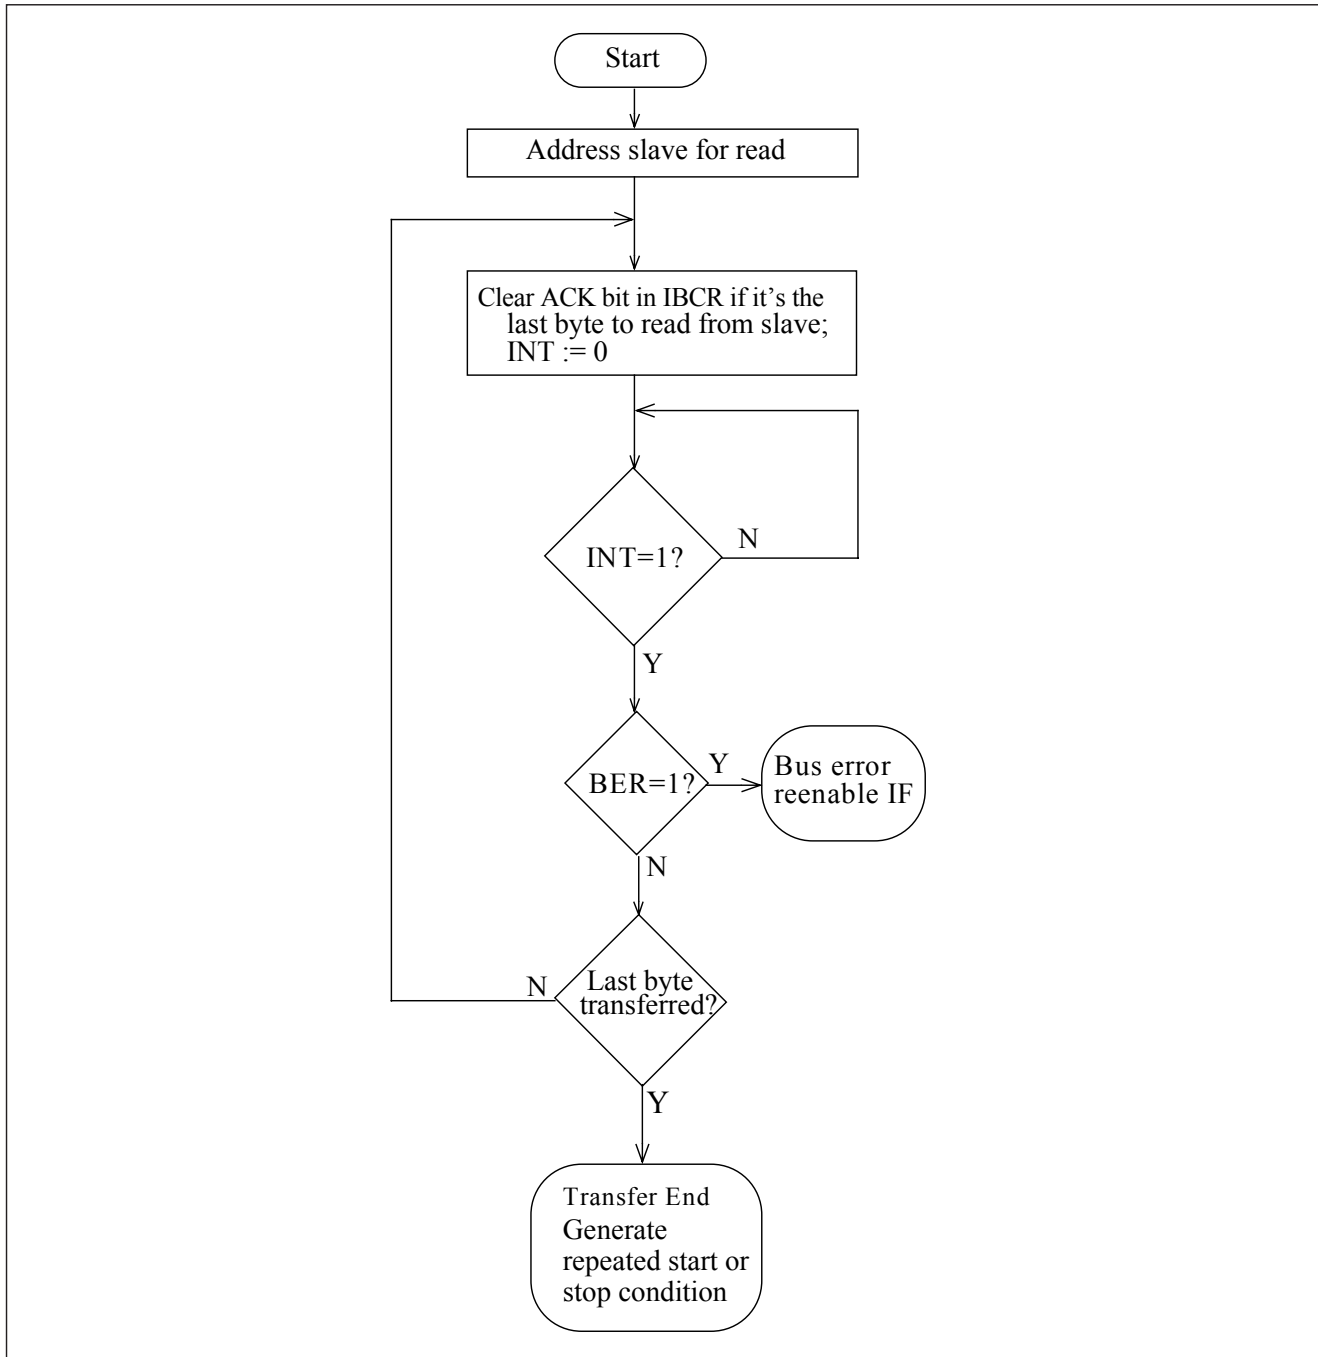 Start
Address slave for read
Clear ACK bit in IBCR if it’s the
last byte to read from slave;
INT := 0
INT=1?
N
Y
BER=1?
Y
Bus error
reenable IF
N
Last byte
transferred?
N
Y
Transfer End
Generate
repeated start or
stop condition